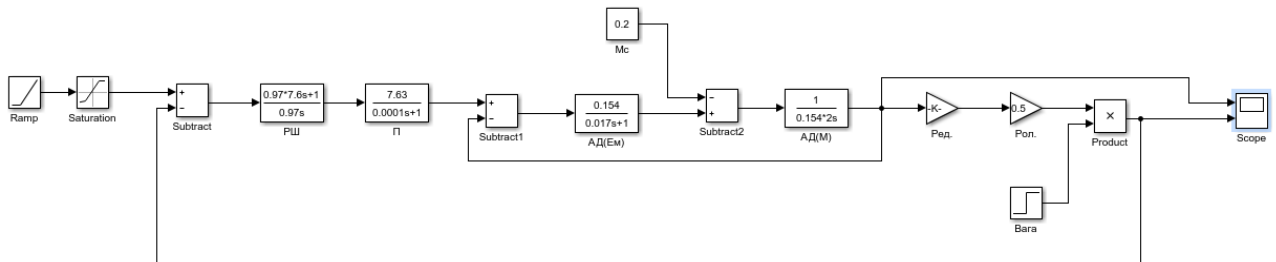 0.2
Mc
Ramp
Saturation
+
−
Subtract
0.97*7.6s+1
0.97s
РШ
7.63
0.0001s+1
П
+
−
Subtract1
0.154
0.017s+1
АД(Ем)
−
+
Subtract2
1
0.154*2s
АД(М)
-K-
Ред.
0.5
Рол.
×
Product
Scope
Вага